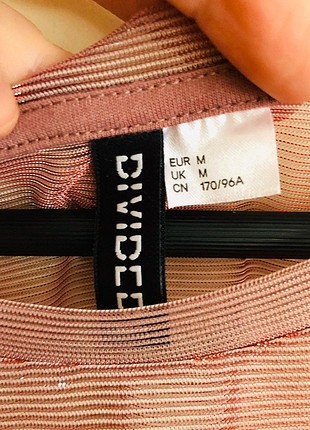 DIVIDED
EUR M
UK M
CN 170/96A